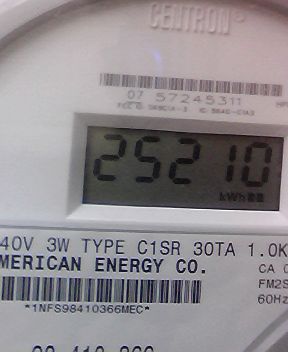 CENTRON®
07 57245311
25210
kWh
40V 3W TYPE C1SR 30TA 1.0K
MERICAN ENERGY CO.
CA
FM2S
60Hz
*1NFS98410366MEC*